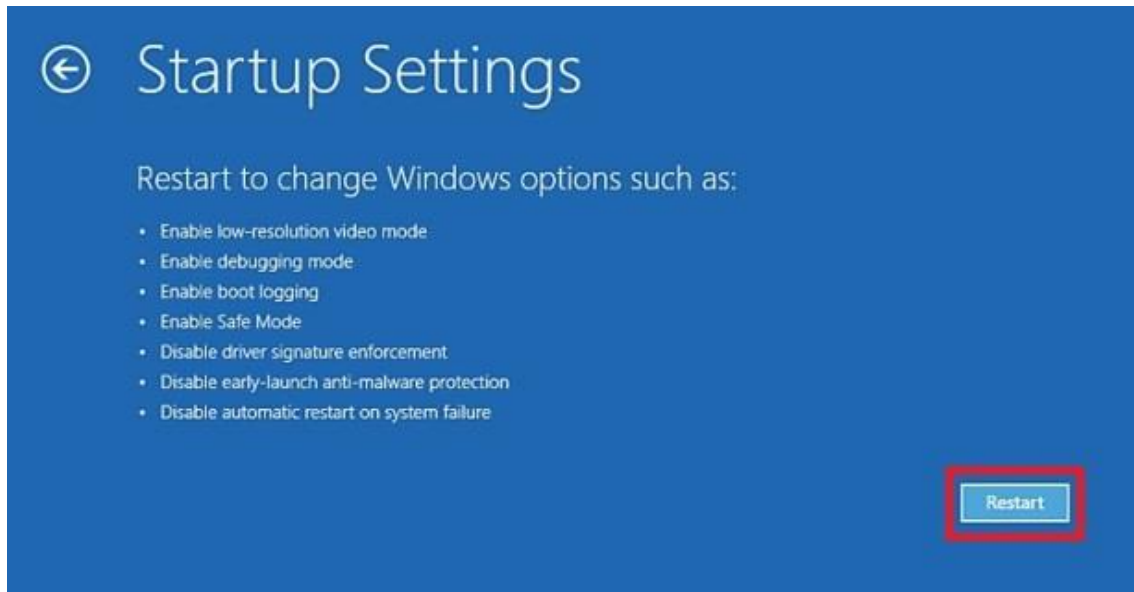 Startup Settings
Restart to change Windows options such as:
• Enable low-resolution video mode
• Enable debugging mode
• Enable boot logging
• Enable Safe Mode
• Disable driver signature enforcement
• Disable early-launch anti-malware protection
• Disable automatic restart on system failure
Restart